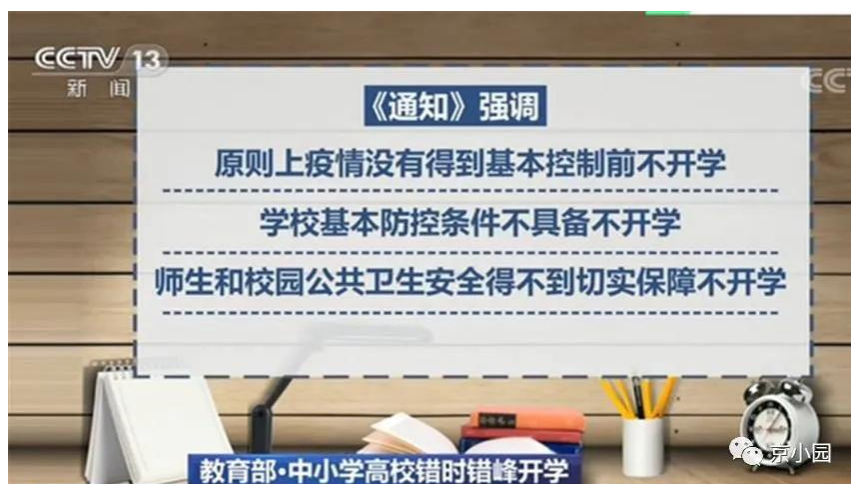 CCTV 13
新闻
CCT
《通知》强调
原则上疫情没有得到基本控制前不开学
学校基本防控条件不具备不开学
师生和校园公共卫生安全得不到切实保障不开学
教育部·中小学高校错时错峰开学
京小园